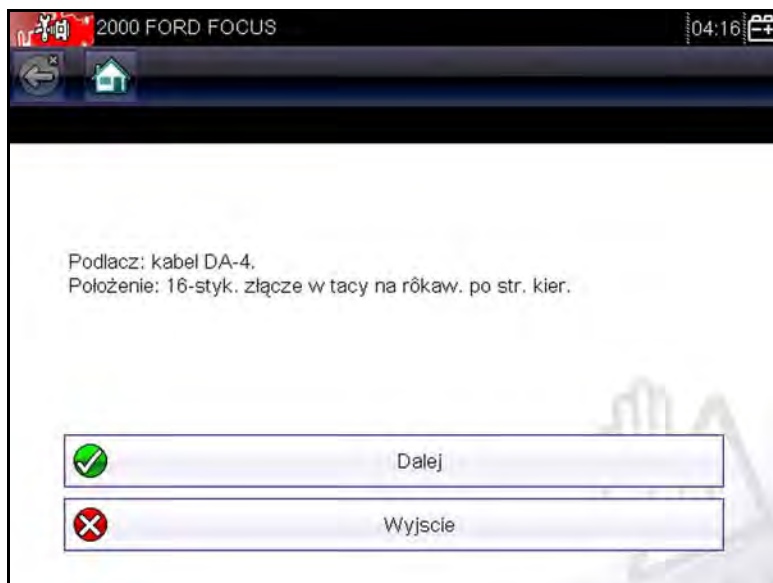 2000 FORD FOCUS
04:16
Podlacz: kabel DA-4.
Położenie: 16-styk. złącze w tacy na rôkaw. po str. kier.
Dalej
Wyjscie